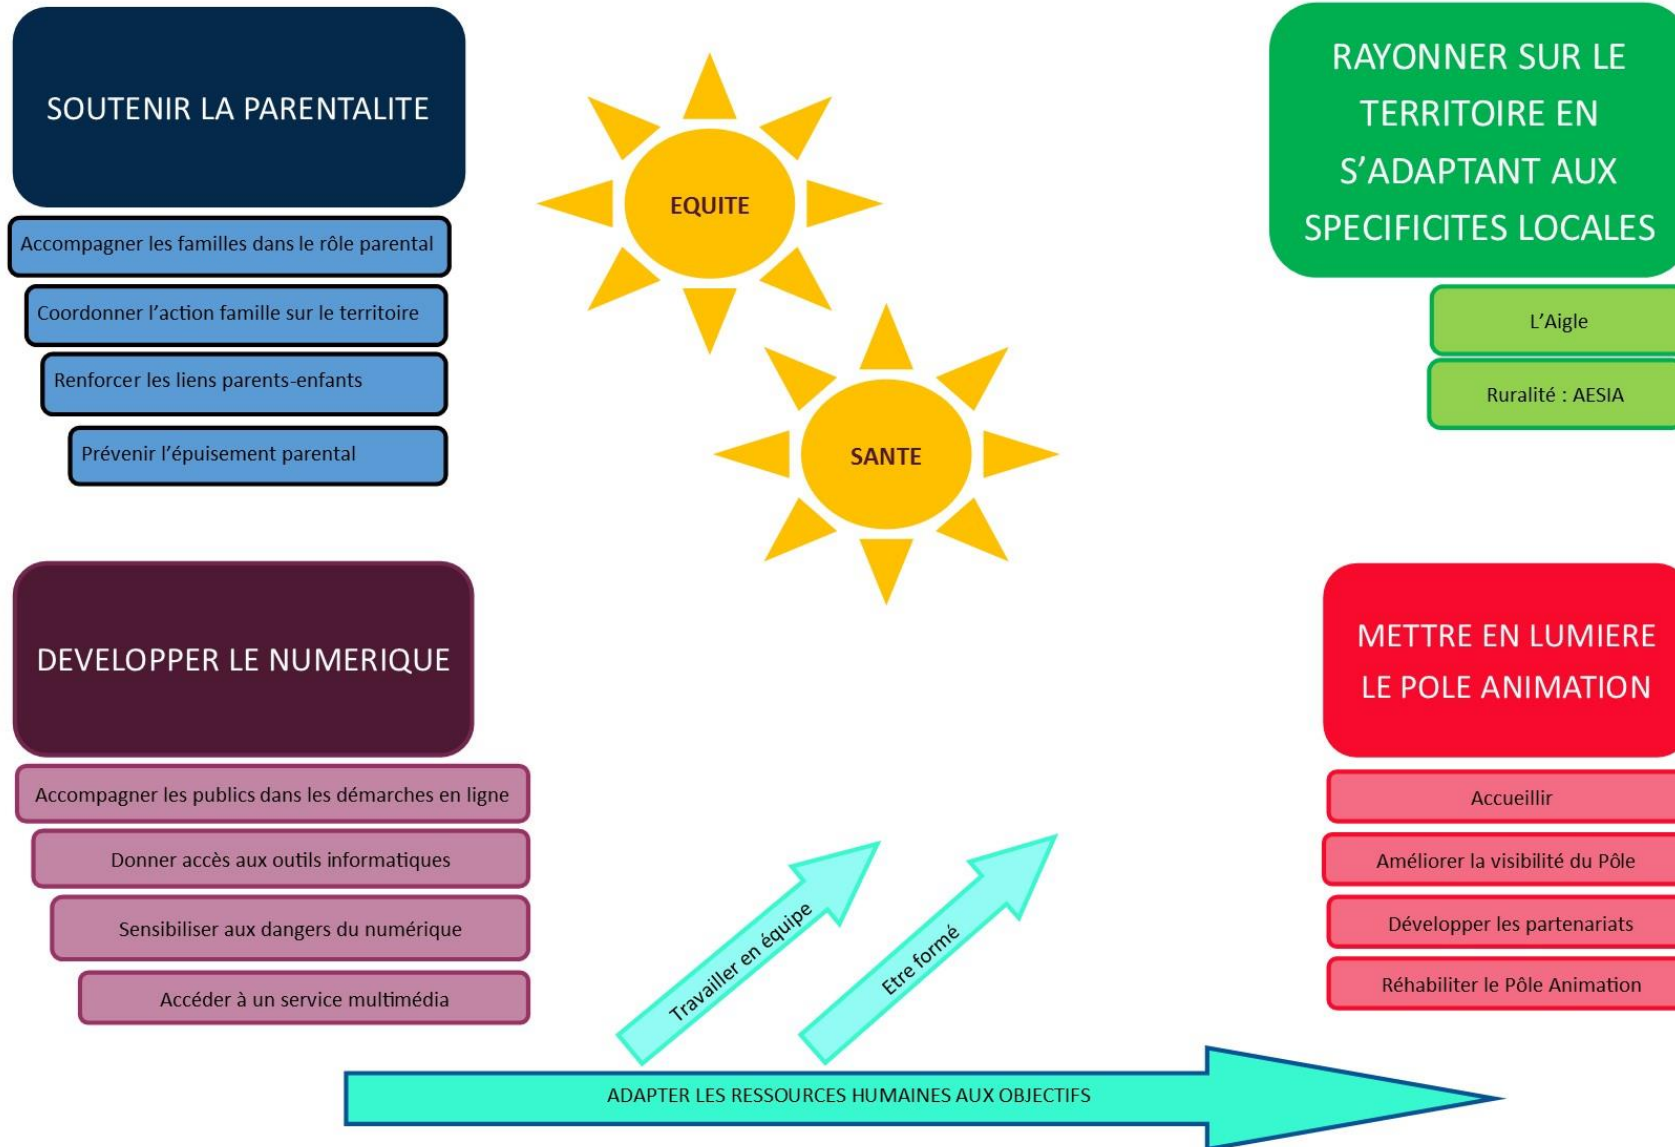 SOUTENIR LA PARENTALITE
Accompagner les familles dans le rôle parental
Coordonner l'action famille sur le territoire
Renforcer les liens parents-enfants
Prévenir l'épuisement parental
EQUITE
SANTE
RAYONNER SUR LE
TERRITOIRE EN
S'ADAPTANT AUX
SPECIFICITES LOCALES
L'Aigle
Ruralité : AESIA
DEVELOPPER LE NUMERIQUE
Accompagner les publics dans les démarches en ligne
Donner accès aux outils informatiques
Sensibiliser aux dangers du numérique
Accéder à un service multimédia
METTRE EN LUMIERE
LE POLE ANIMATION
Accueillir
Améliorer la visibilité du Pôle
Développer les partenariats
Réhabiliter le Pôle Animation
Travailler en équipe
Etre formé
ADAPTER LES RESSOURCES HUMAINES AUX OBJECTIFS